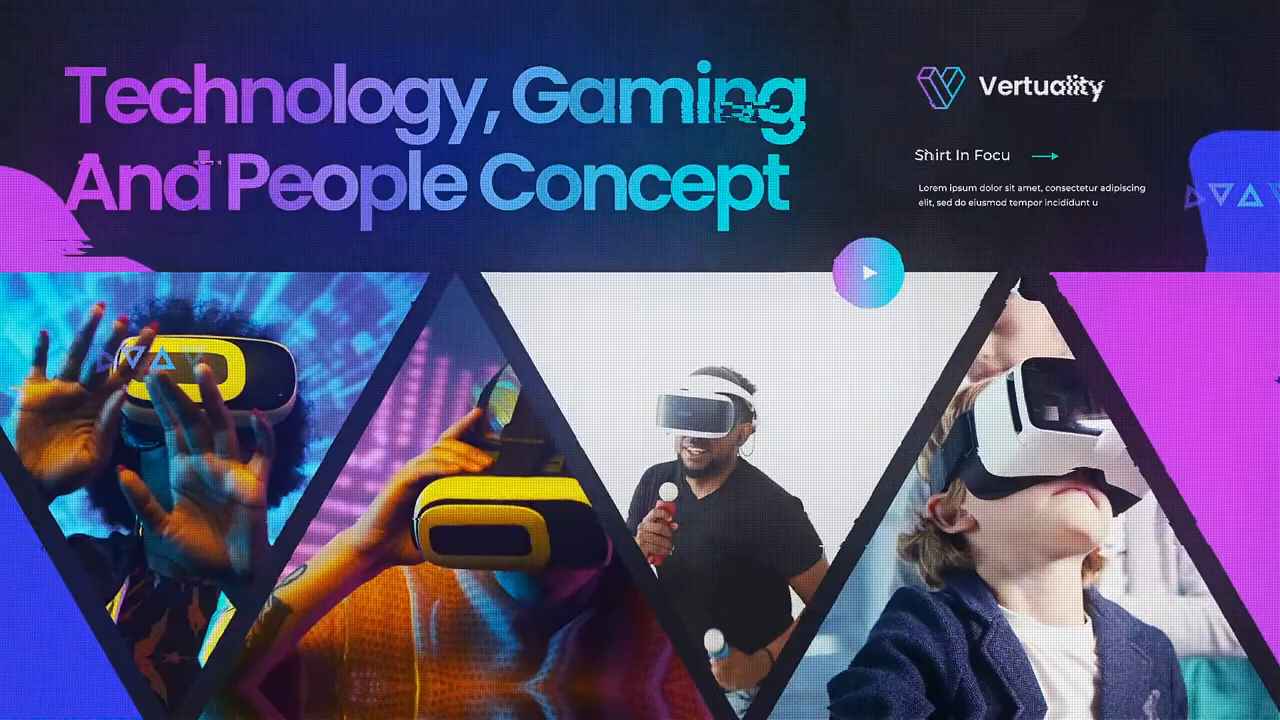 Technology, Gaming
And People Concept
Vertuality
Shirt In Focu
Lorem ipsum dolor sit amet, consectetur adipiscing
elit, sed do eiusmod tempor incididunt u